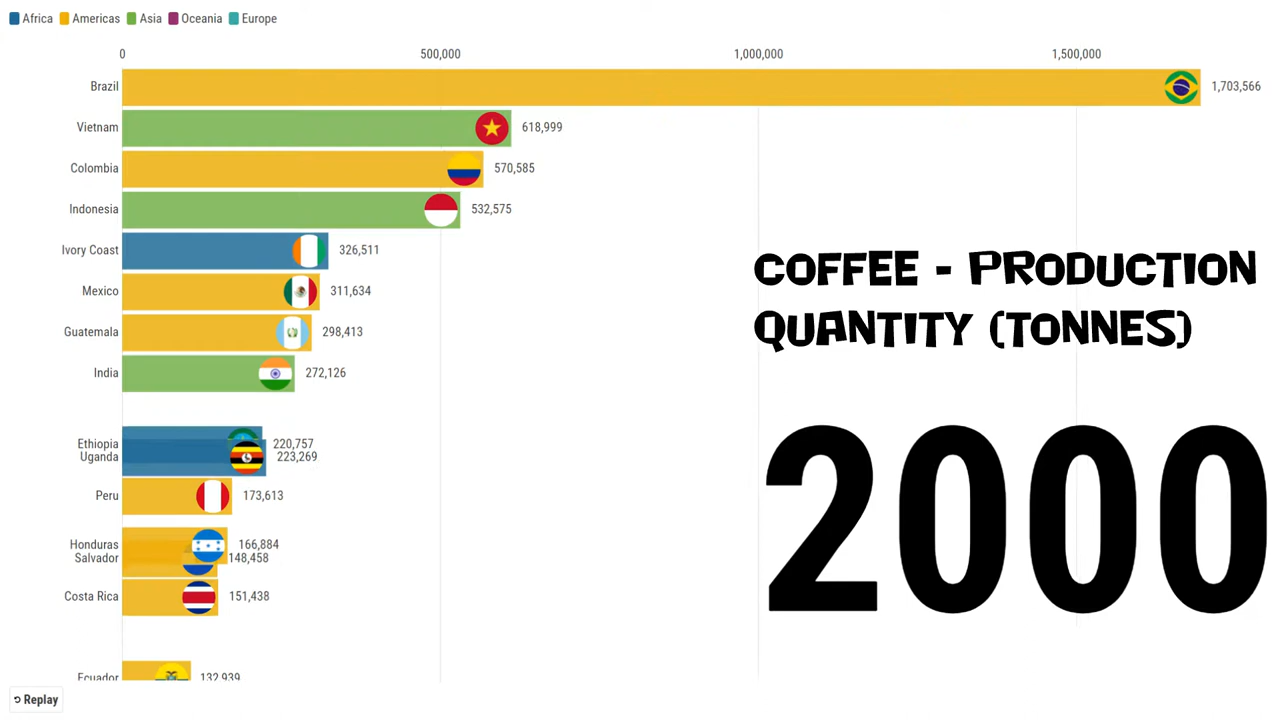 Africa Americas Asia Oceania Europe
0 500,000 1,000,000 1,500,000
Brazil 1,703,566
Vietnam 618,999
Colombia 570,585
Indonesia 532,575
Ivory Coast 326,511
Mexico 311,634
Guatemala 298,413
India 272,126
Ethiopia 220,757
Uganda 223,269
Peru 173,613
Honduras 166,884
Salvador 148,458
Costa Rica 151,438
Ecuador 132,939
COFFEE - PRODUCTION
QUANTITY (TONNES)
2000
Replay